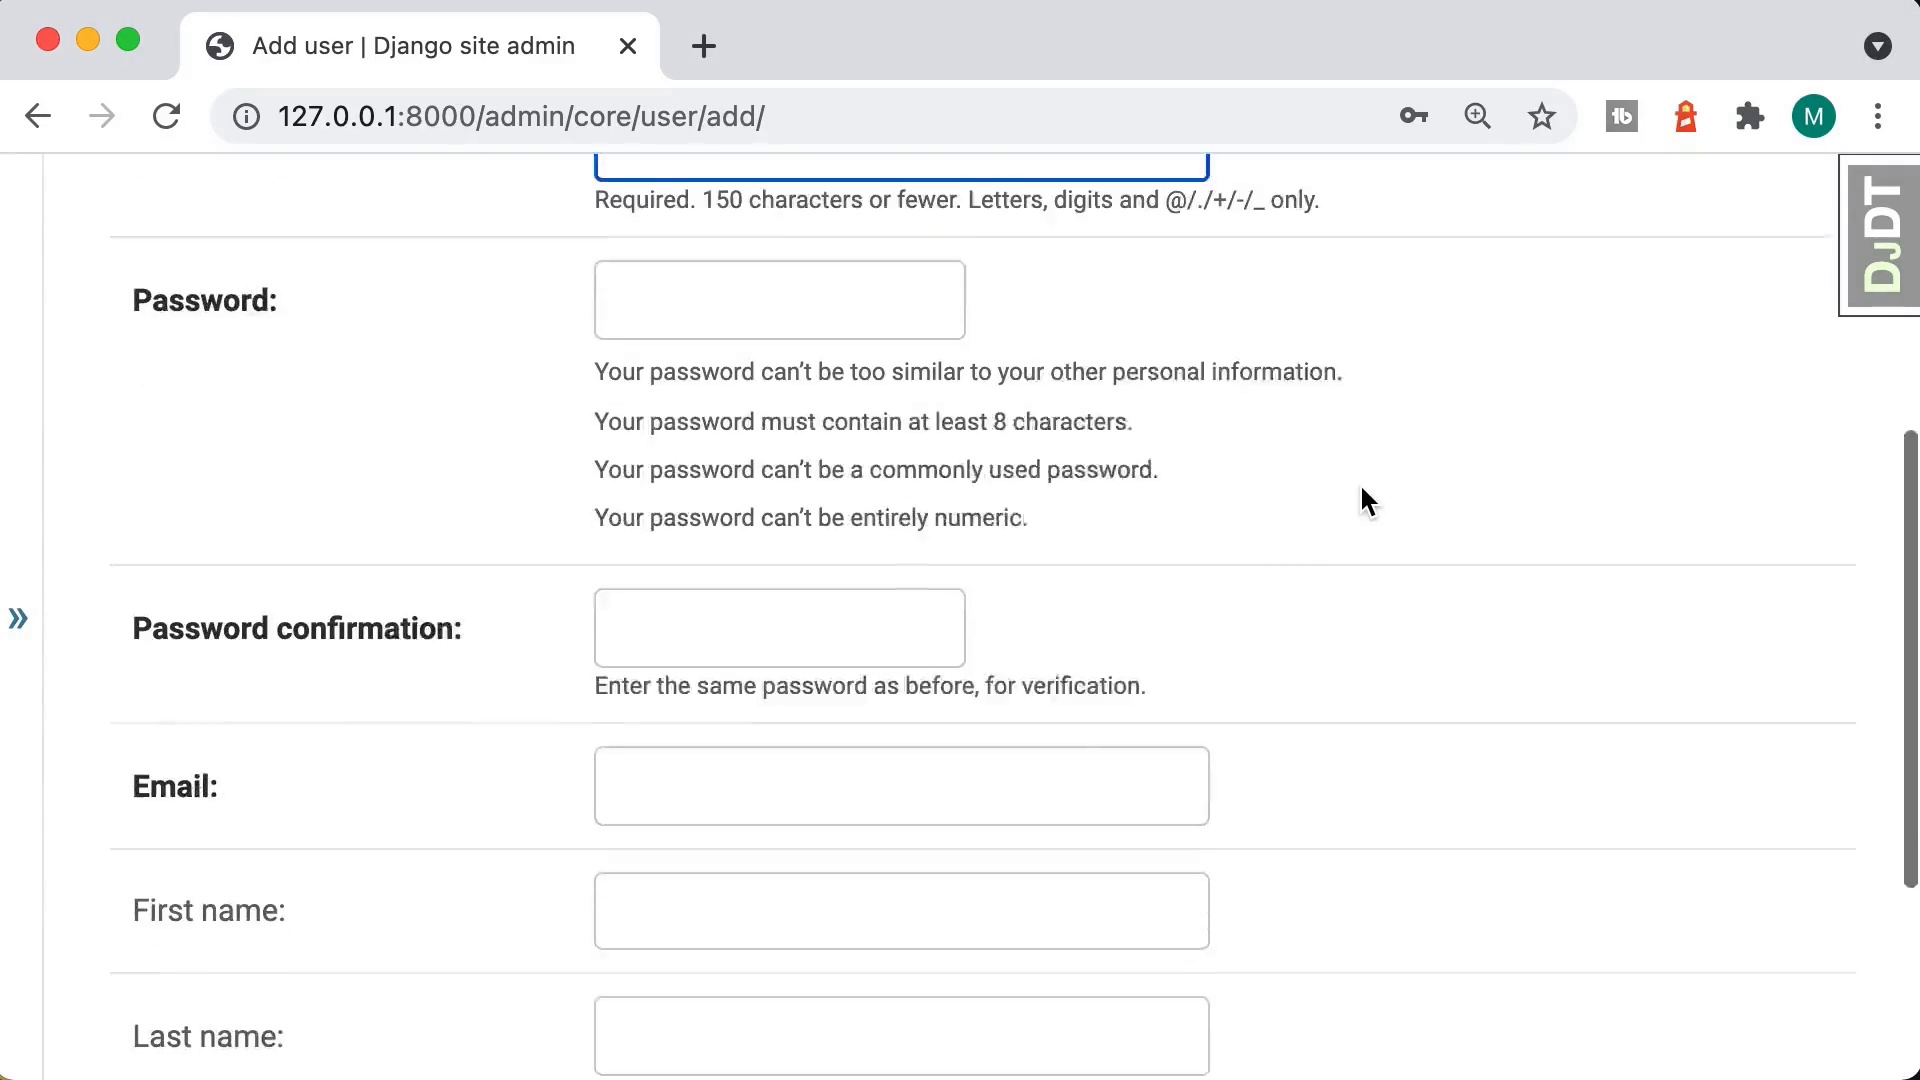 Add user | Django site admin
127.0.0.1:8000/admin/core/user/add/
M
DJDT
Required. 150 characters or fewer. Letters, digits and @/./+/-/_ only.
Password:
Your password can’t be too similar to your other personal information.
Your password must contain at least 8 characters.
Your password can’t be a commonly used password.
Your password can’t be entirely numeric.
Password confirmation:
Enter the same password as before, for verification.
Email:
First name:
Last name: